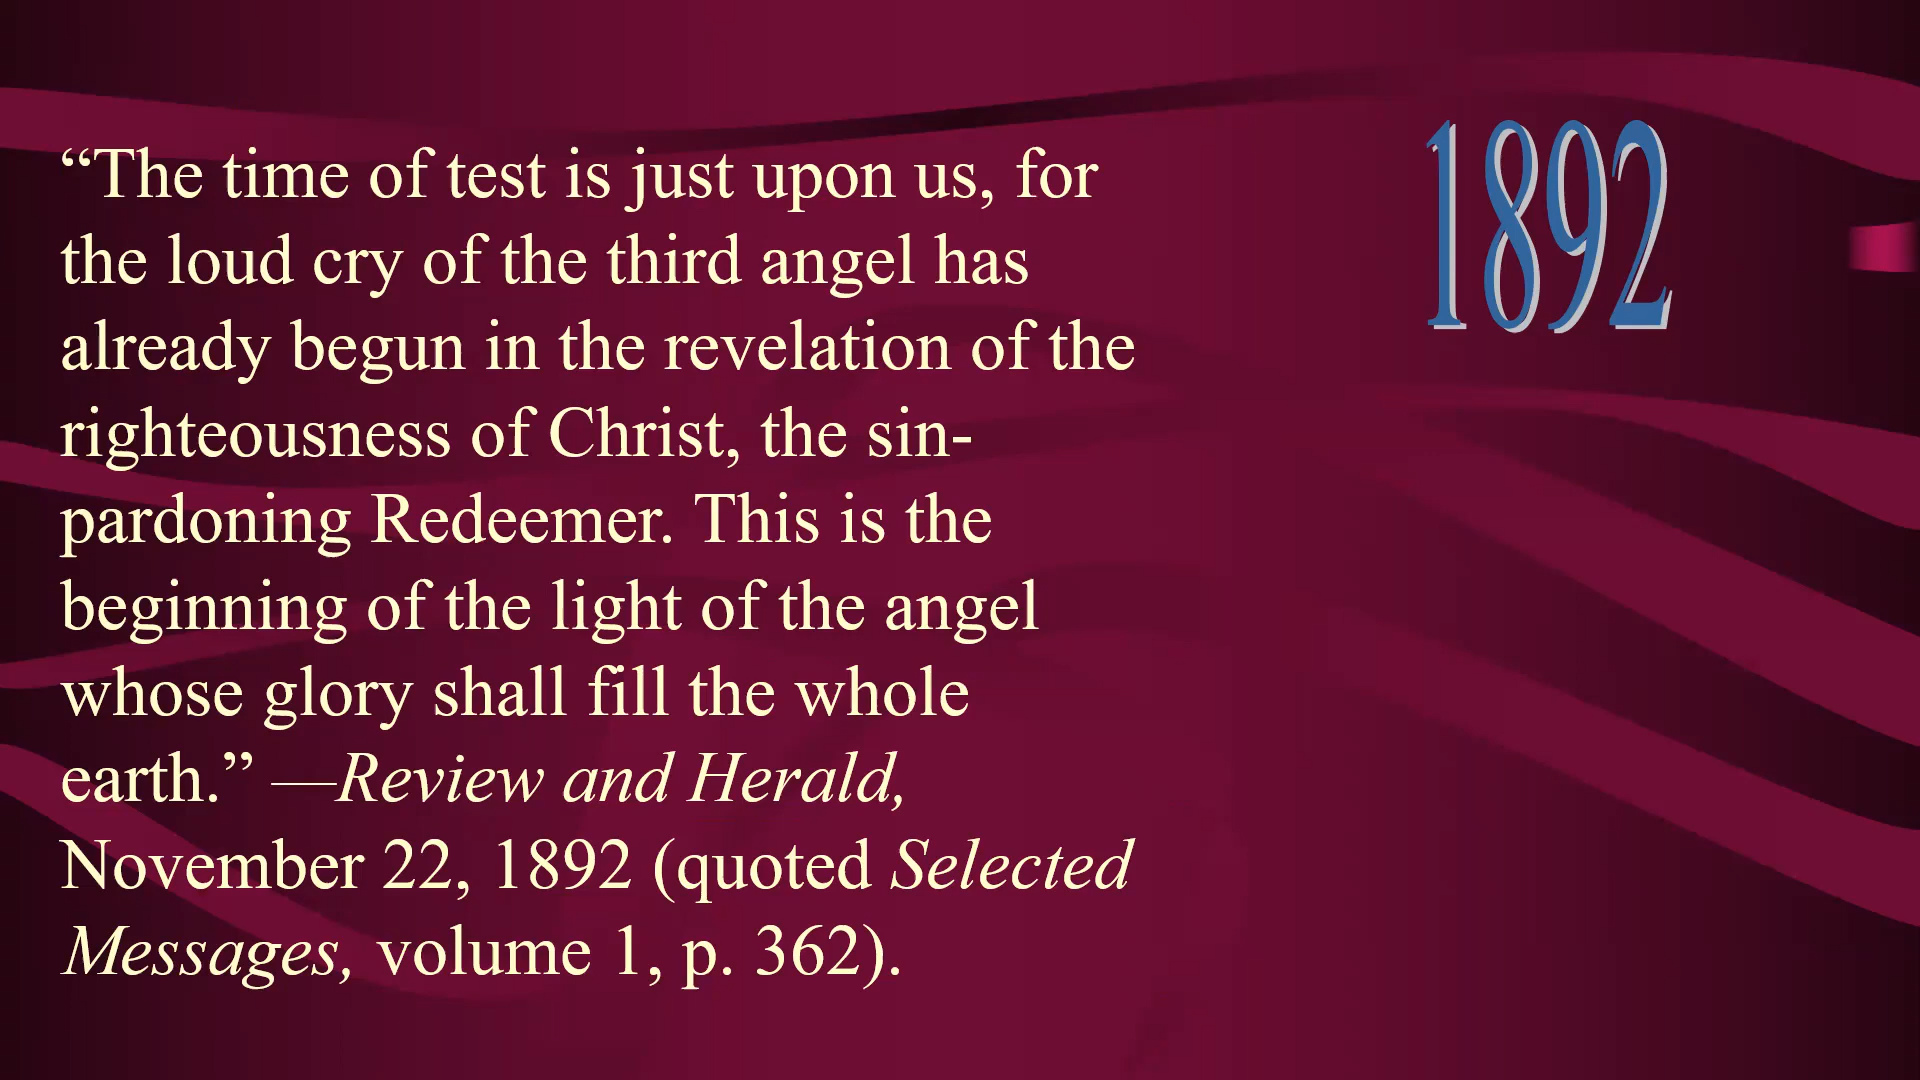 “The time of test is just upon us, for
the loud cry of the third angel has
already begun in the revelation of the
righteousness of Christ, the sin-
pardoning Redeemer. This is the
beginning of the light of the angel
whose glory shall fill the whole
earth.” —Review and Herald,
November 22, 1892 (quoted Selected
Messages, volume 1, p. 362).
1892